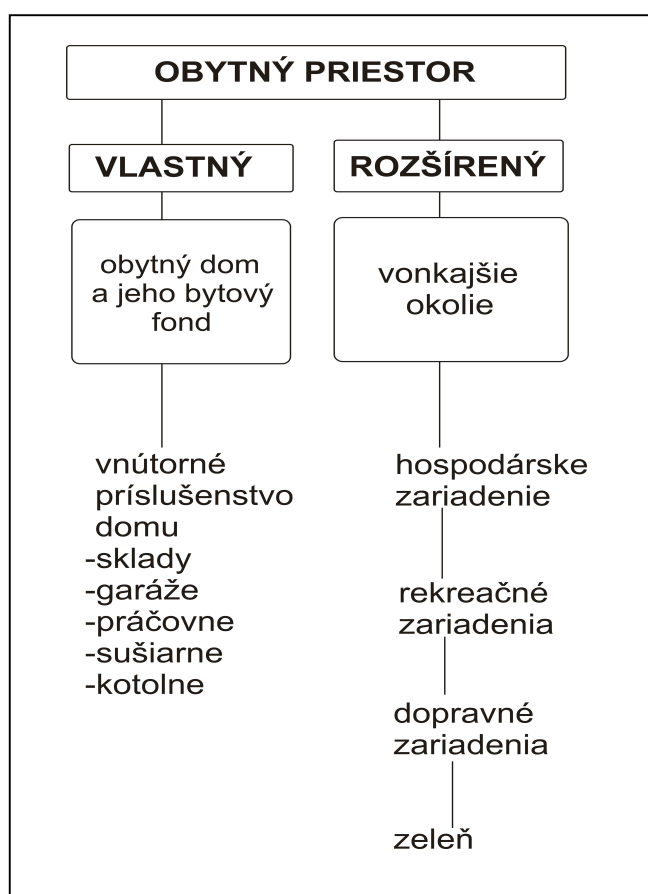 OBYTNÝ PRIESTOR
VLASTNÝ
obytný dom
a jeho bytový
fond
vnútorné
príslušenstvo
domu
-sklady
-garáže
-práčovne
-sušiarne
-kotolne
ROZŠÍRENÝ
vonkajšie
okolie
hospodárske
zariadenie
rekreačné
zariadenia
dopravné
zariadenia
zeleň